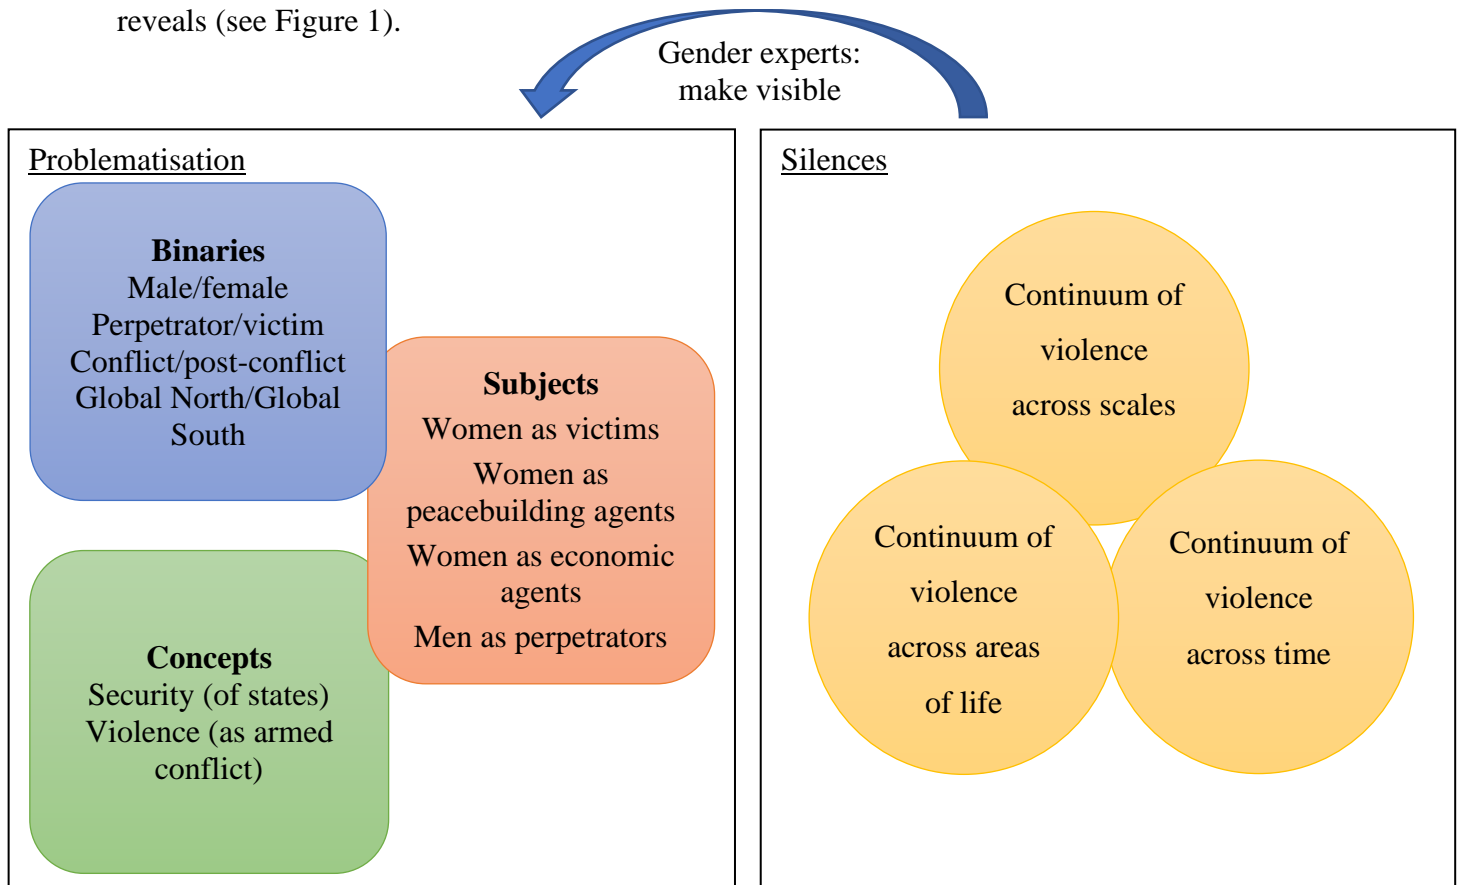 reveals (see Figure 1).
Gender experts:
make visible
Problematisation
Binaries
Male/female
Perpetrator/victim
Conflict/post-conflict
Global North/Global
South
Subjects
Women as victims
Women as
peacebuilding agents
Women as economic
agents
Men as perpetrators
Concepts
Security (of states)
Violence (as armed
conflict)
Silences
Continuum of
violence
across scales
Continuum of
violence
across areas
of life
Continuum of
violence
across time